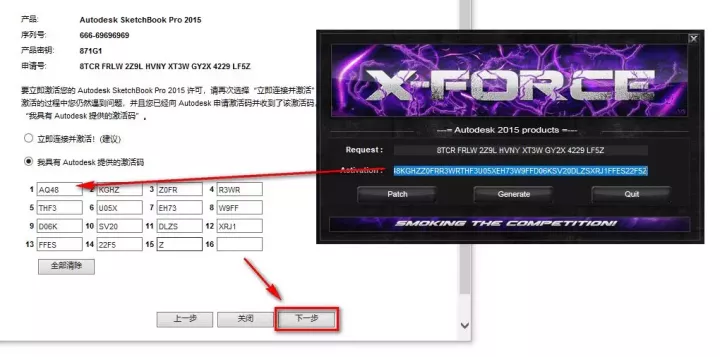 产品: Autodesk SketchBook Pro 2015
序列号: 666-69696969
产品密钥: 871G1
申请号: 8TCR FRLW 2Z9L HVNY XT3W GY2X 4229 LF5Z
要立即激活您的 Autodesk SketchBook Pro 2015 许可，请再次选择“立即连接并激活”
激活的过程中您仍然遇到问题，并且您已经向 Autodesk 申请激活码并收到了该激活码，
“我具有 Autodesk 提供的激活码”。
立即连接并激活! (建议)
我具有 Autodesk 提供的激活码
1 AQ48 2 KGHZ 3 Z0FR 4 R3WR
5 THF3 6 U05X 7 EH73 8 W9FF
9 D06K 10 SV20 11 DLZS 12 XRJ1
13 FFES 14 22F5 15 Z 16
全部清除
上一步 关闭 下一步
X-FORCE
---= Autodesk 2015 products =---
Request : 8TCR FRLW 2Z9L HVNY XT3W GY2X 4229 LF5Z
Activation : I8KGHZZ0FRR3WRTHF3U05XEH73W9FFD06KSV20DLZSXRJ1FFES22F5Z
Patch Generate Quit
SMOKING THE COMPETITION!